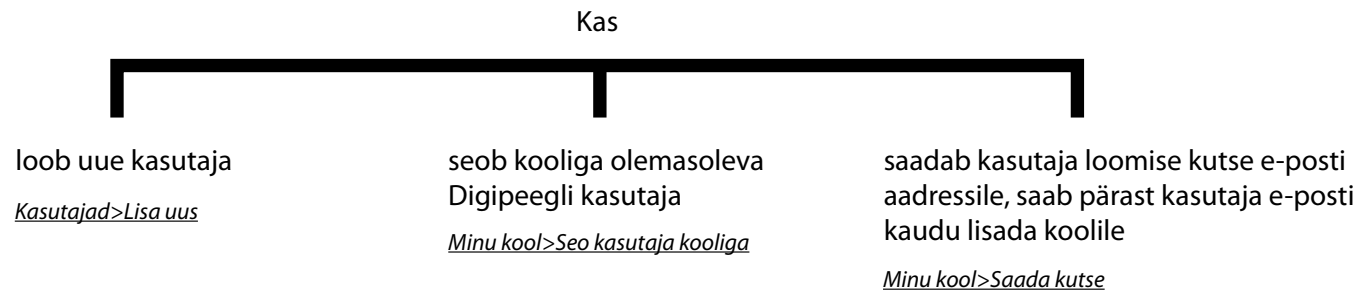 Kas
loob uue kasutaja
Kasutajad>Lisa uus
seob kooliga olemasoleva
Digipeegli kasutaja
Minu kool>Seo kasutaja kooliga
saadab kasutaja loomise kutse e-posti
aadressile, saab pärast kasutaja e-posti
kaudu lisada koolile
Minu kool>Saada kutse